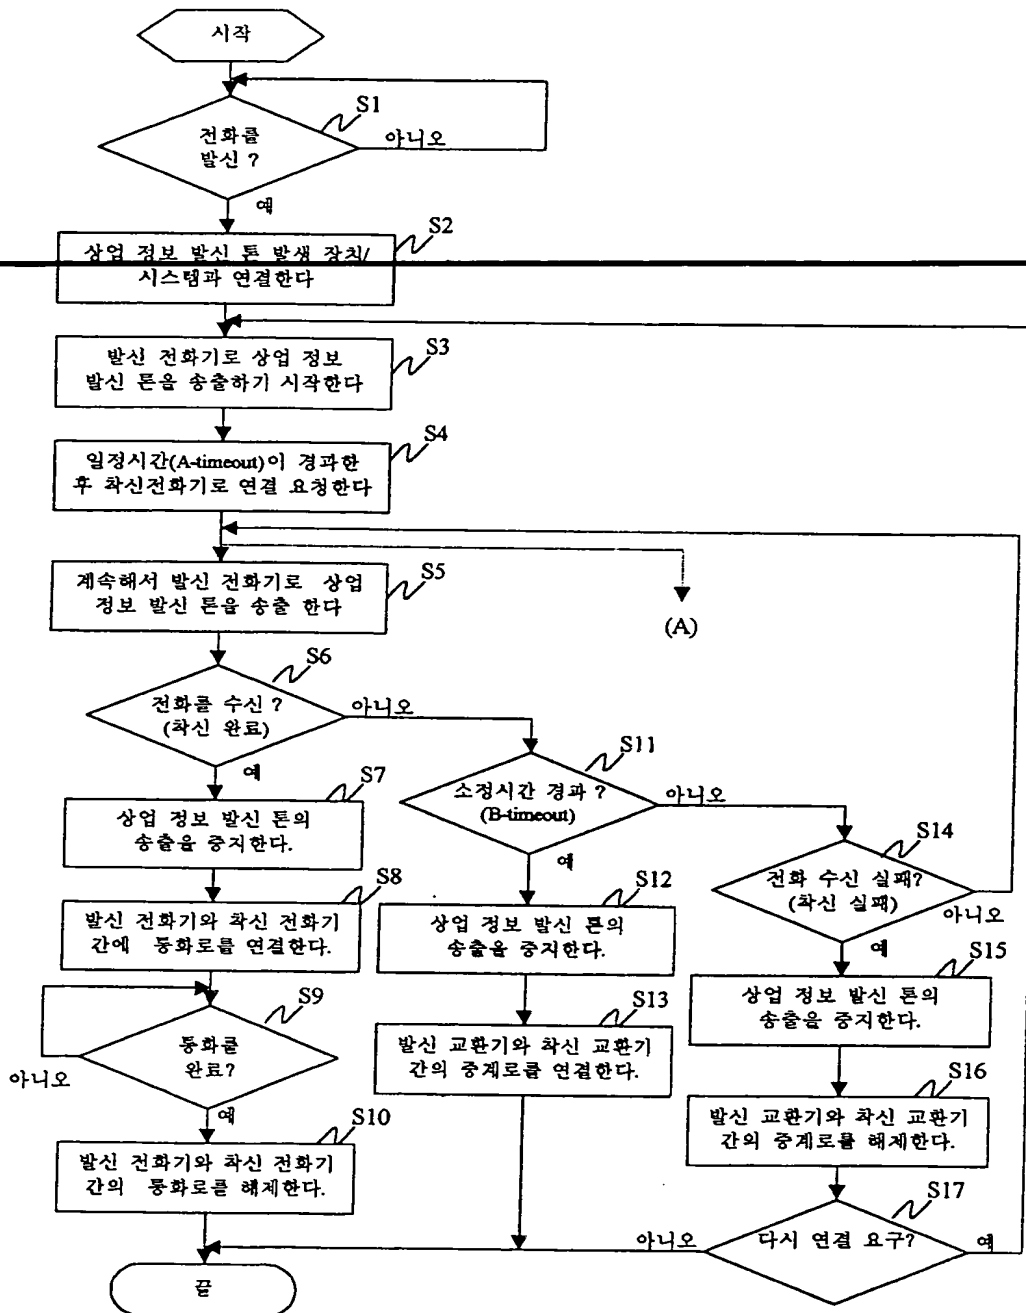 시작
S1
전화를
발신 ?
아니오
예
S2
상업 정보 발신 톤 발생 장치/
시스템과 연결한다
S3
발신 전화기로 상업 정보
발신 톤을 송출하기 시작한다
S4
일정시간(A-timeout)이 경과한
후 착신전화기로 연결 요청한다
S5
계속해서 발신 전화기로 상업
정보 발신 톤을 송출 한다
(A)
S6
전화를 수신 ?
(착신 완료)
아니오
예
S11
소정시간 경과 ?
(B-timeout)
아니오
예
S7
상업 정보 발신 톤의
송출을 중지한다.
S14
전화 수신 실패?
(착신 실패)
아니오
예
S8
발신 전화기와 착신 전화기
간에 통화로를 연결한다.
S12
상업 정보 발신 톤의
송출을 중지한다.
S15
상업 정보 발신 톤의
송출을 중지한다.
S9
통화를
완료?
아니오
예
S13
발신 교환기와 착신 교환기
간의 중계로를 연결한다.
S16
발신 교환기와 착신 교환기
간의 중계로를 해제한다.
S10
발신 전화기와 착신 전화기
간의 통화로를 해제한다.
S17
다시 연결 요구?
아니오
예
끝